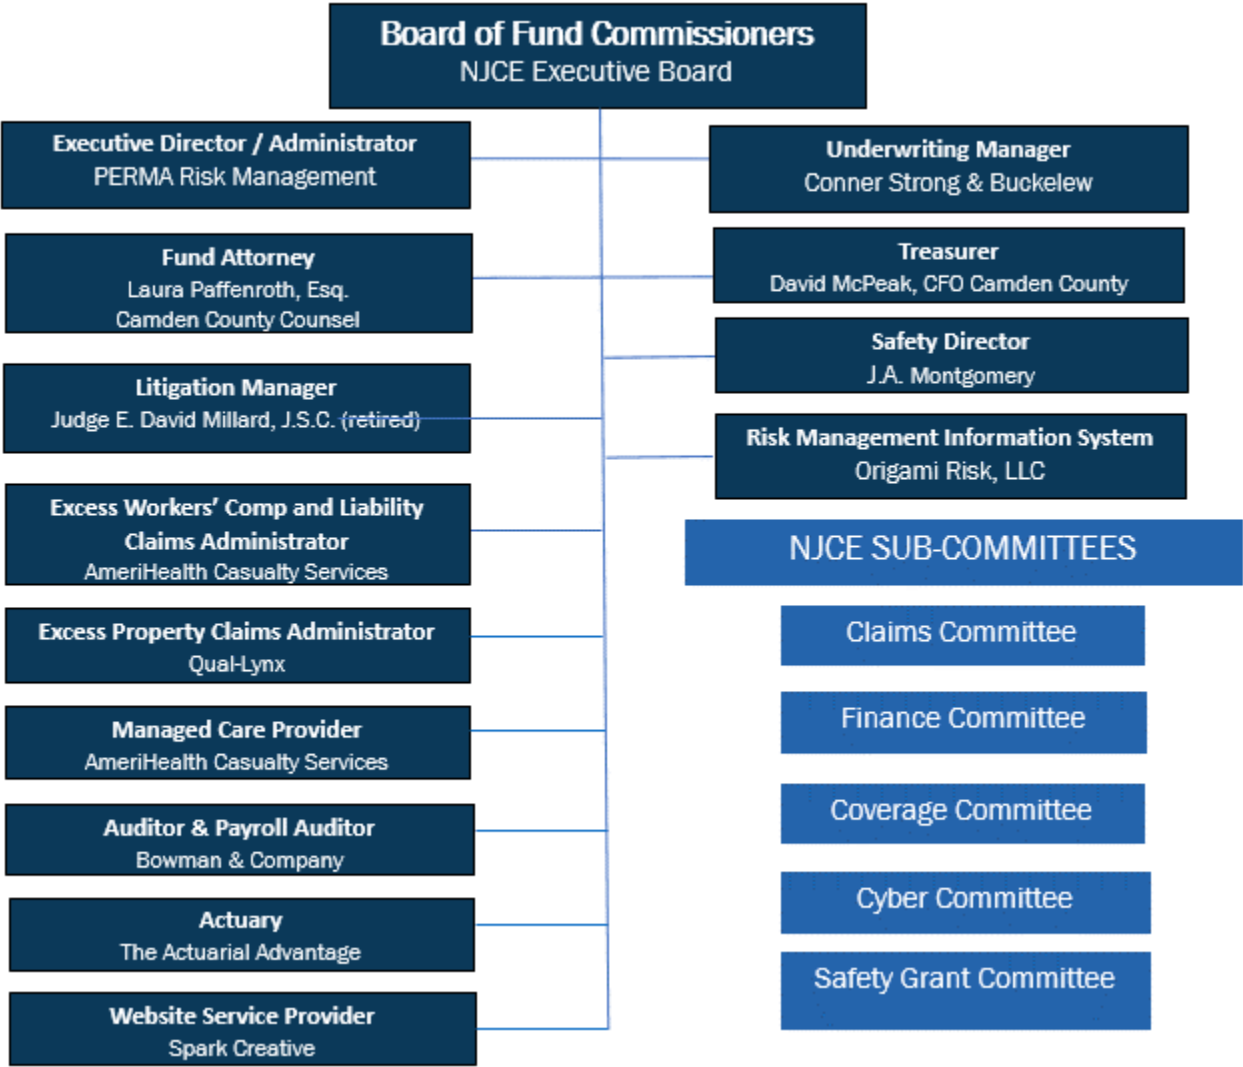 Board of Fund Commissioners
NJCE Executive Board
Executive Director / Administrator
PERMA Risk Management
Fund Attorney
Laura Paffenroth, Esq.
Camden County Counsel
Litigation Manager
Judge E. David Millard, J.S.C. (retired)
Excess Workers' Comp and Liability
Claims Administrator
AmeriHealth Casualty Services
Excess Property Claims Administrator
Qual-Lynx
Managed Care Provider
AmeriHealth Casualty Services
Auditor & Payroll Auditor
Bowman & Company
Actuary
The Actuarial Advantage
Website Service Provider
Spark Creative
Underwriting Manager
Conner Strong & Buckelew
Treasurer
David McPeak, CFO Camden County
Safety Director
J.A. Montgomery
Risk Management Information System
Origami Risk, LLC
NJCE SUB-COMMITTEES
Claims Committee
Finance Committee
Coverage Committee
Cyber Committee
Safety Grant Committee